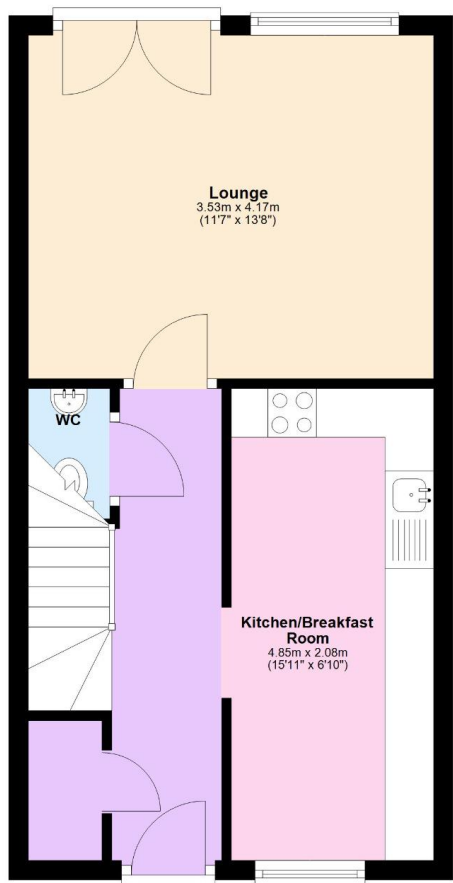 Lounge
3.53m x 4.17m
(11'7" x 13'8")
WC
Kitchen/Breakfast
Room
4.85m x 2.08m
(15'11" x 6'10")